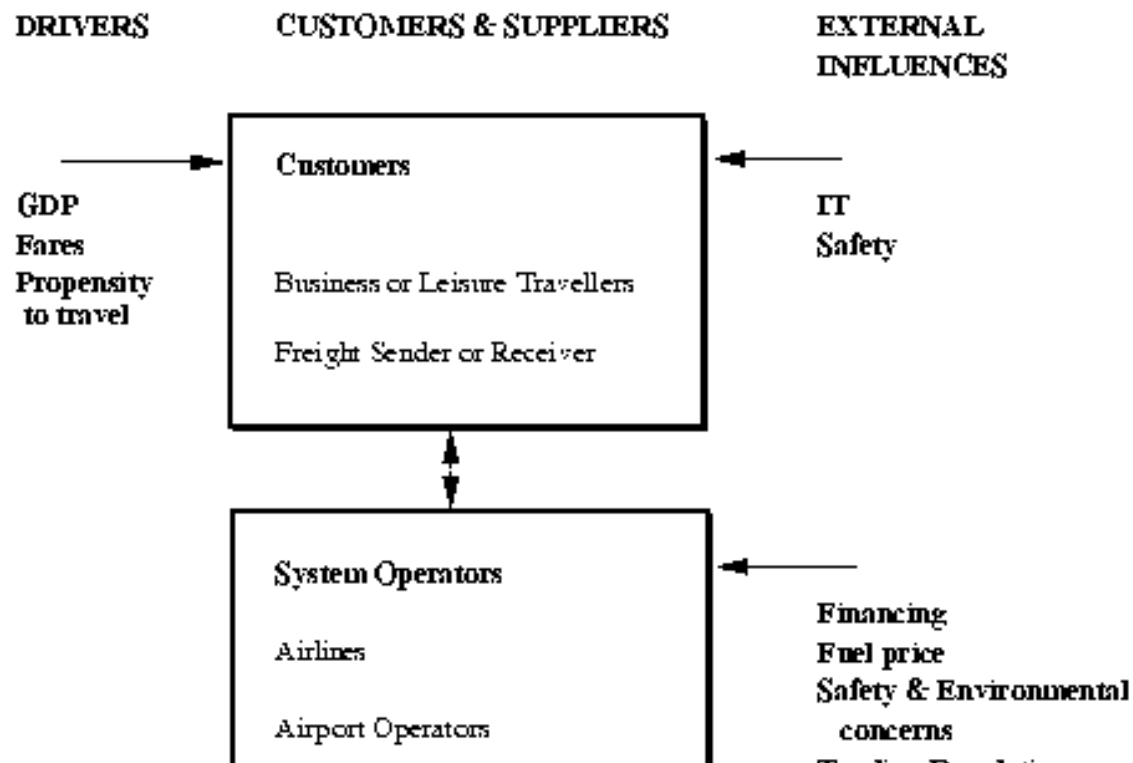 DRIVERS
CUSTOMERS & SUPPLIERS
EXTERNAL
INFLUENCES
Customers
GDP
Fares
Propensity
to travel
IT
Safety
Business or Leisure Travellers
Freight Sender or Receiver
System Operators
Airlines
Airport Operators
Financing
Fuel price
Safety & Environmental
concerns